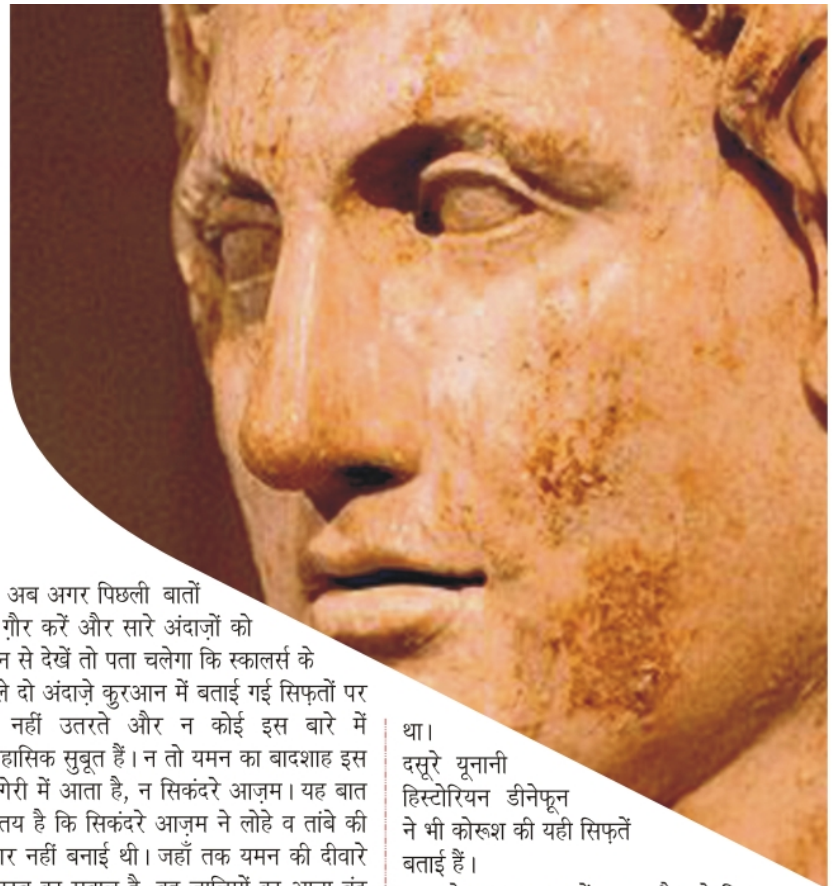 अब अगर पिछली बातों
ग़ौर करें और सारे अंदाज़ों को
से देखें तो पता चलेगा कि स्कालर्स के
दो अंदाज़े क़ुरआन में बताई गई सिफ़तों पर
नहीं उतरते और न कोई इस बारे में
हासिक सुबूत हैं। न तो यमन का बादशाह इस
गेरी में आता है, न सिकंदरे आज़म। यह बात
तय है कि सिकंदरे आज़म ने लोहे व तांबे की
ार नहीं बनाई थी। जहाँ तक यमन की दीवारे
था।
दसूरे यूनानी
हिस्टोरियन डीनेफ़ून
ने भी कोरूश की यही सिफ़तें
बताई हैं।